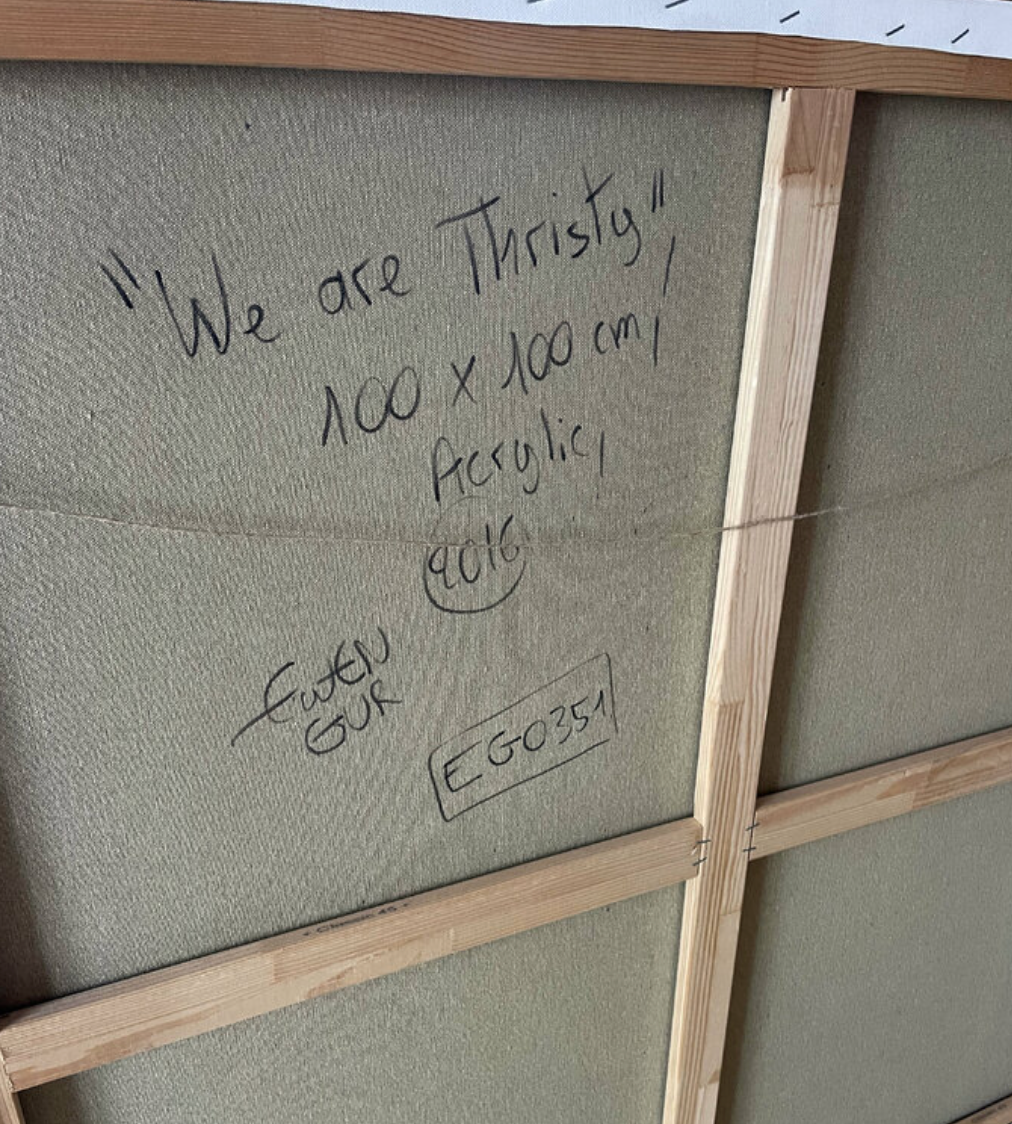 "We are Thristy",
100 x 100 cm,
Acrylic,
2016
EwEN
GUR
EG0351